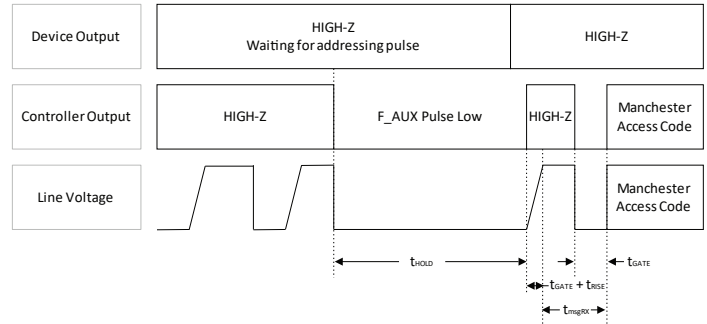 Device Output
HIGH-Z
Waiting for addressing pulse
HIGH-Z
Controller Output
HIGH-Z
F_AUX Pulse Low
HIGH-Z
Manchester
Access Code
Line Voltage
Manchester
Access Code
tHOLD
tGATE
tGATE + tRISE
tmsgRX